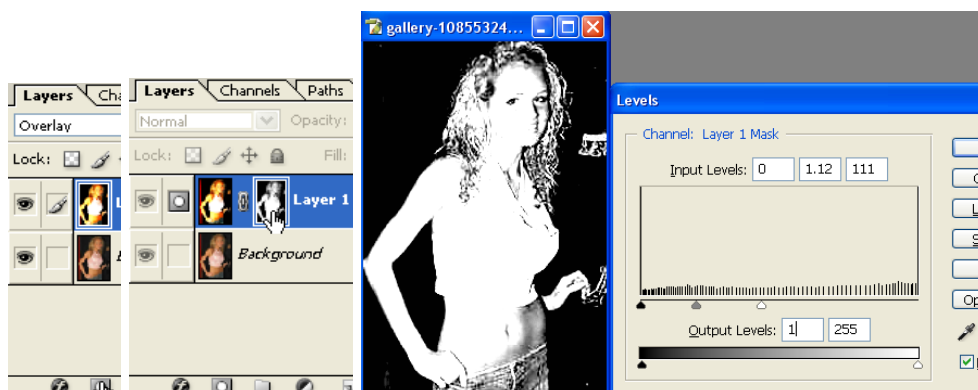 gallery-10855324...
Layers
Overlay
Lock:
Layers Channels Paths
Normal Opacity:
Lock: Fill:
Layer 1
Background
Levels
Channel: Layer 1 Mask
Input Levels: 0 1.12 111
Output Levels: 1 255